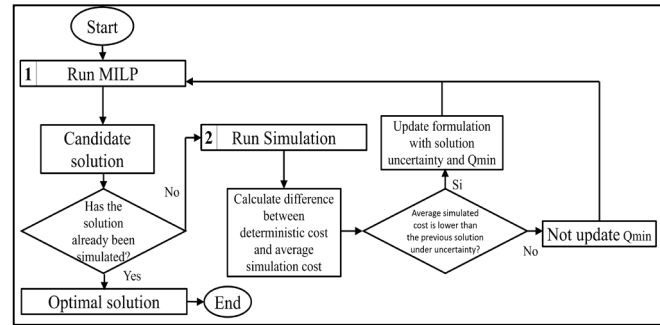 Start
1 Run MILP
Candidate
solution
No
Has the
solution
already been
simulated?
Yes
Optimal solution
End
2 Run Simulation
Calculate difference
between
deterministic cost
and average
simulation cost
Update formulation
with solution
uncertainty and Qmin
Si
Average simulated
cost is lower than
the previous solution
under uncertainty?
No
Not update Qmin